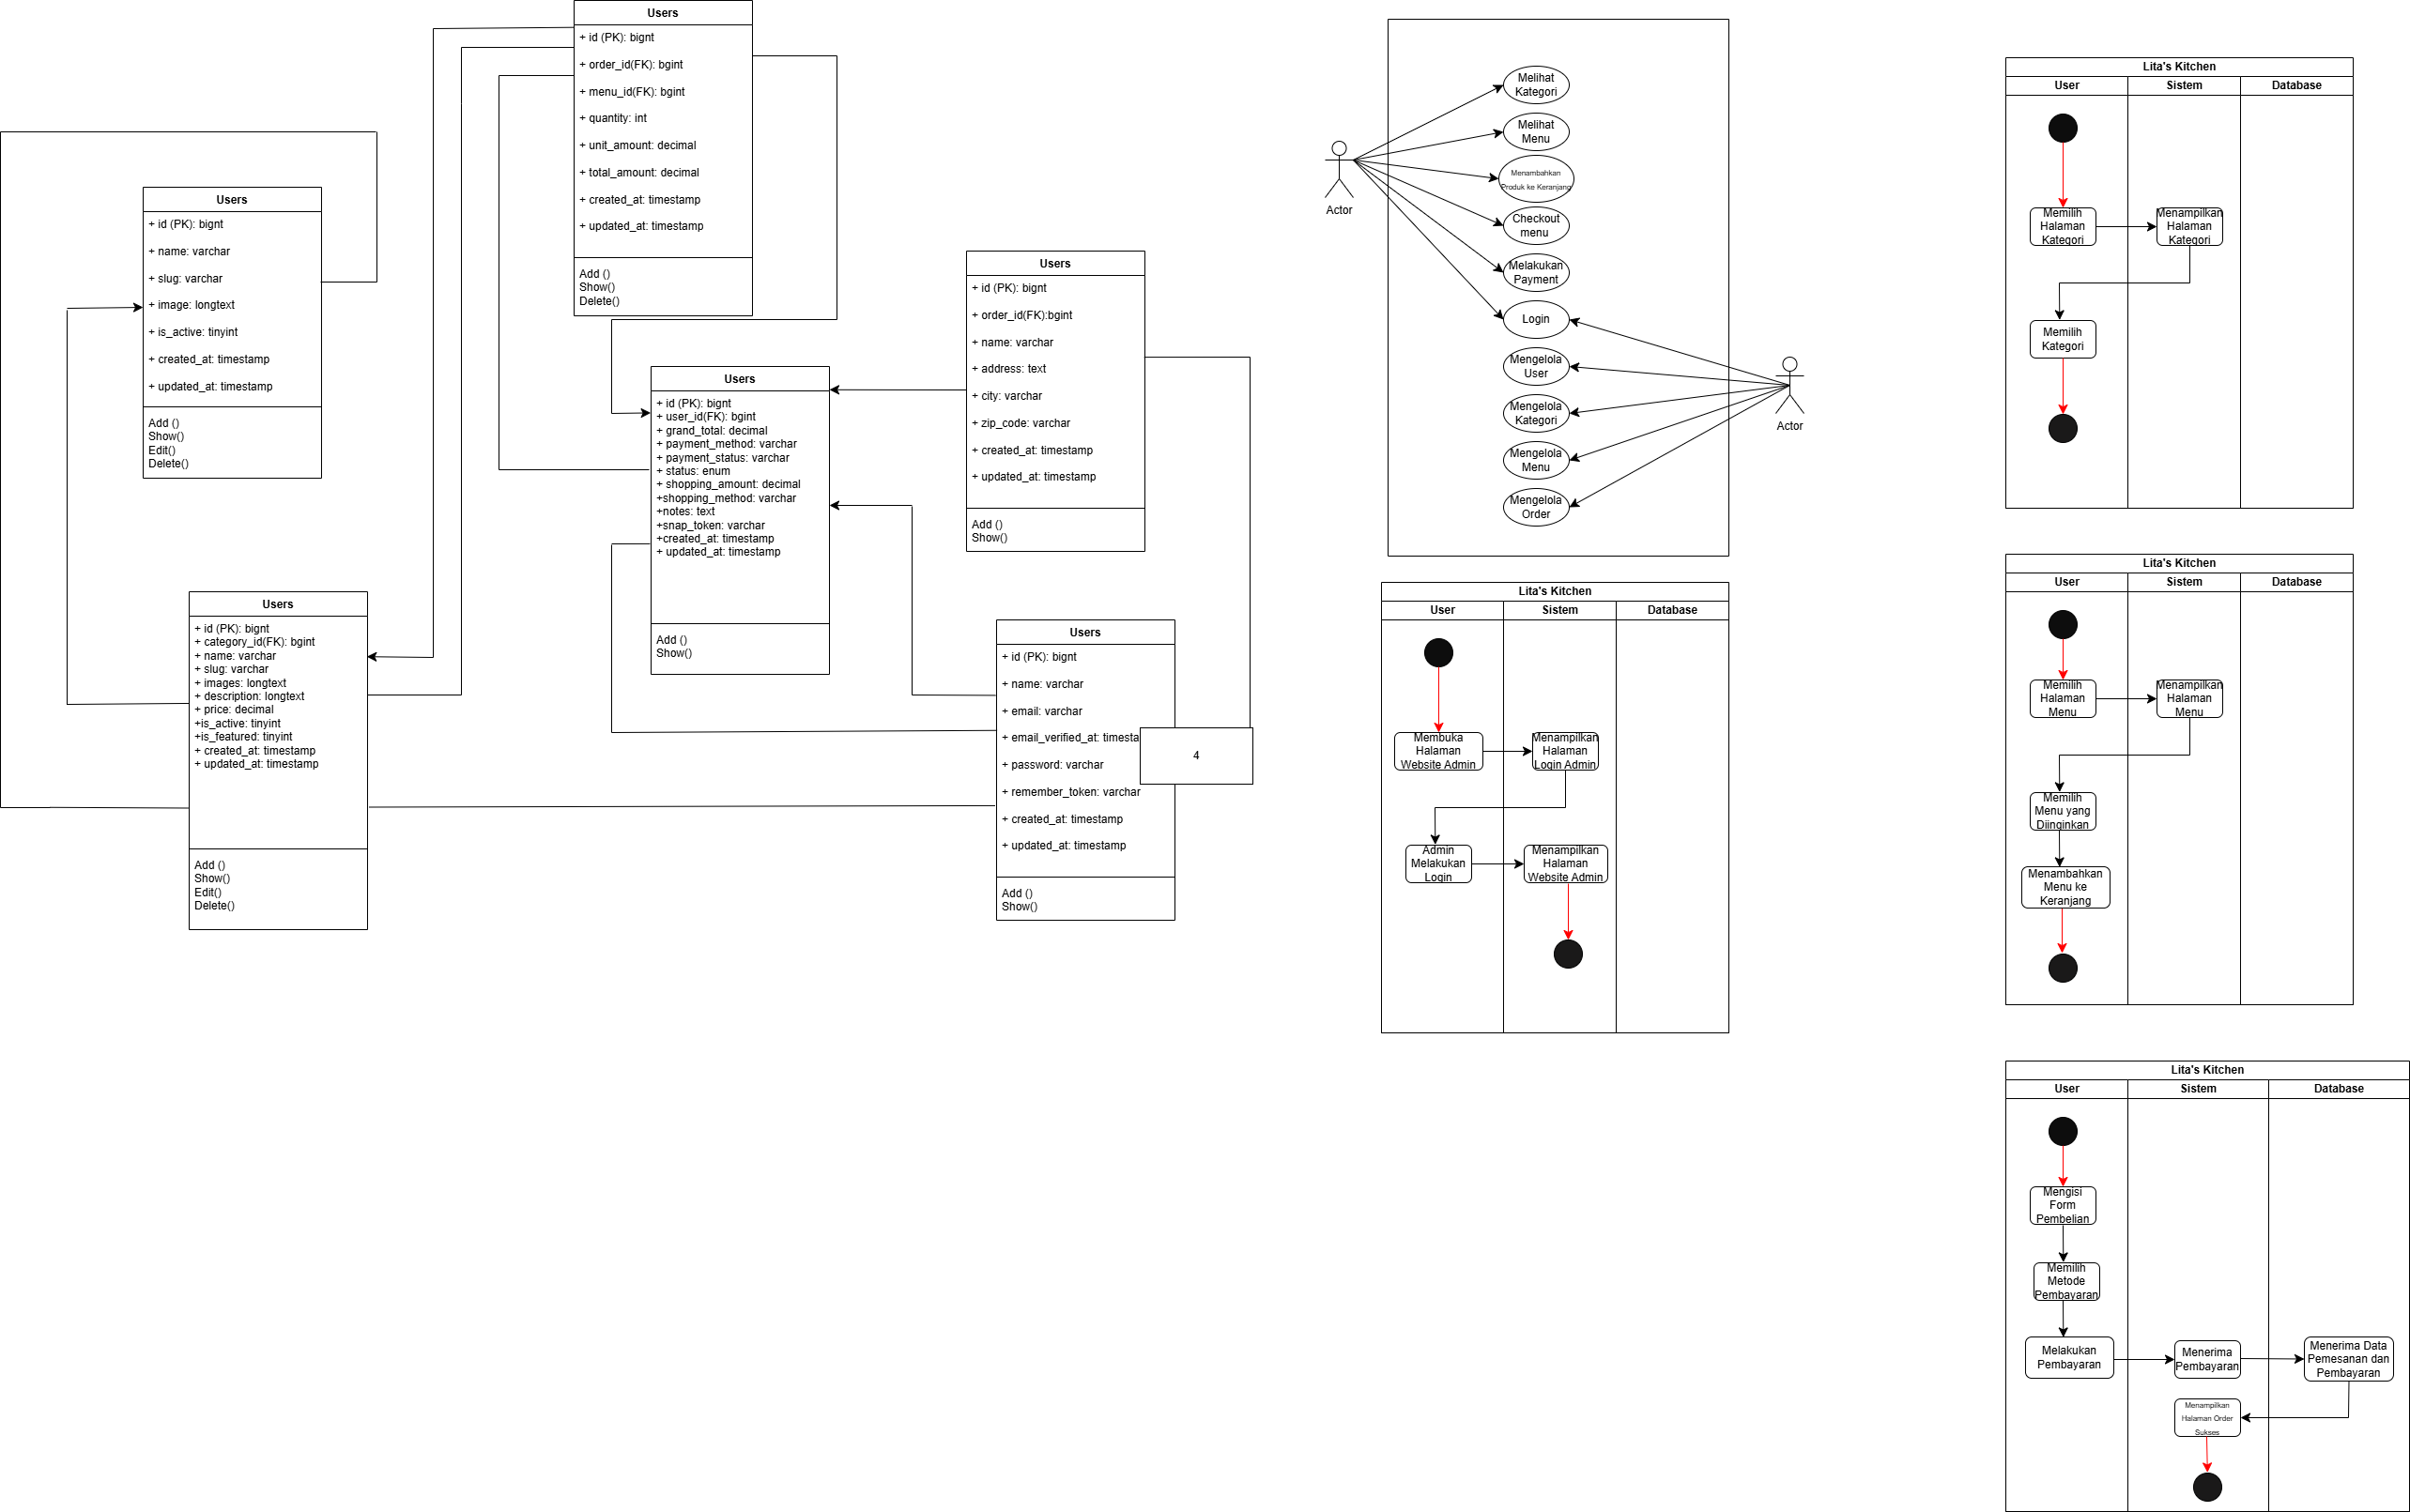 Users
+ id (PK): bignt
+ order_id(FK): bgint
+ menu_id(FK): bgint
+ quantity: int
+ unit_amount: decimal
+ total_amount: decimal
+ created_at: timestamp
+ updated_at: timestamp
Add ()
Show()
Delete()
Users
+ id (PK): bignt
+ name: varchar
+ slug: varchar
+ image: longtext
+ is_active: tinyint
+ created_at: timestamp
+ updated_at: timestamp
Add ()
Show()
Edit()
Delete()
Users
+ id (PK): bignt
+ order_id(FK):bgint
+ name: varchar
+ address: text
+ city: varchar
+ zip_code: varchar
+ created_at: timestamp
+ updated_at: timestamp
Add ()
Show()
Users
+ id (PK): bignt
+ user_id(FK): bgint
+ grand_total: decimal
+ payment_method: varchar
+ payment_status: varchar
+ status: enum
+ shopping_amount: decimal
+shopping_method: varchar
+notes: text
+snap_token: varchar
+created_at: timestamp
+ updated_at: timestamp
Add ()
Show()
Users
+ id (PK): bignt
+ category_id(FK): bgint
+ name: varchar
+ slug: varchar
+ images: longtext
+ description: longtext
+ price: decimal
+is_active: tinyint
+is_featured: tinyint
+ created_at: timestamp
+ updated_at: timestamp
Add ()
Show()
Edit()
Delete()
Users
+ id (PK): bignt
+ name: varchar
+ email: varchar
+ email_verified_at: timesta
+ password: varchar
+ remember_token: varchar
+ created_at: timestamp
+ updated_at: timestamp
Add ()
Show()
4
Melihat
Kategori
Melihat
Menu
Menambahkan
Produk ke Keranjang
Checkout
menu
Melakukan
Payment
Login
Mengelola
User
Mengelola
Kategori
Mengelola
Menu
Mengelola
Order
Actor
Actor
Lita's Kitchen
User Sistem Database
Membuka
Halaman
Website Admin
Menampilkan
Halaman
Login Admin
Admin
Melakukan
Login
Menampilkan
Halaman
Website Admin
Lita's Kitchen
User Sistem Database
Memilih
Halaman
Kategori
Menampilkan
Halaman
Kategori
Memilih
Kategori
Lita's Kitchen
User Sistem Database
Memilih
Halaman
Menu
Menampilkan
Halaman
Menu
Memilih
Menu yang
Diinginkan
Menambahkan
Menu ke
Keranjang
Lita's Kitchen
User Sistem Database
Mengisi
Form
Pembelian
Memilih
Metode
Pembayaran
Melakukan
Pembayaran
Menerima
Pembayaran
Menerima Data
Pemesanan dan
Pembayaran
Menampilkan
Halaman Order
Sukses